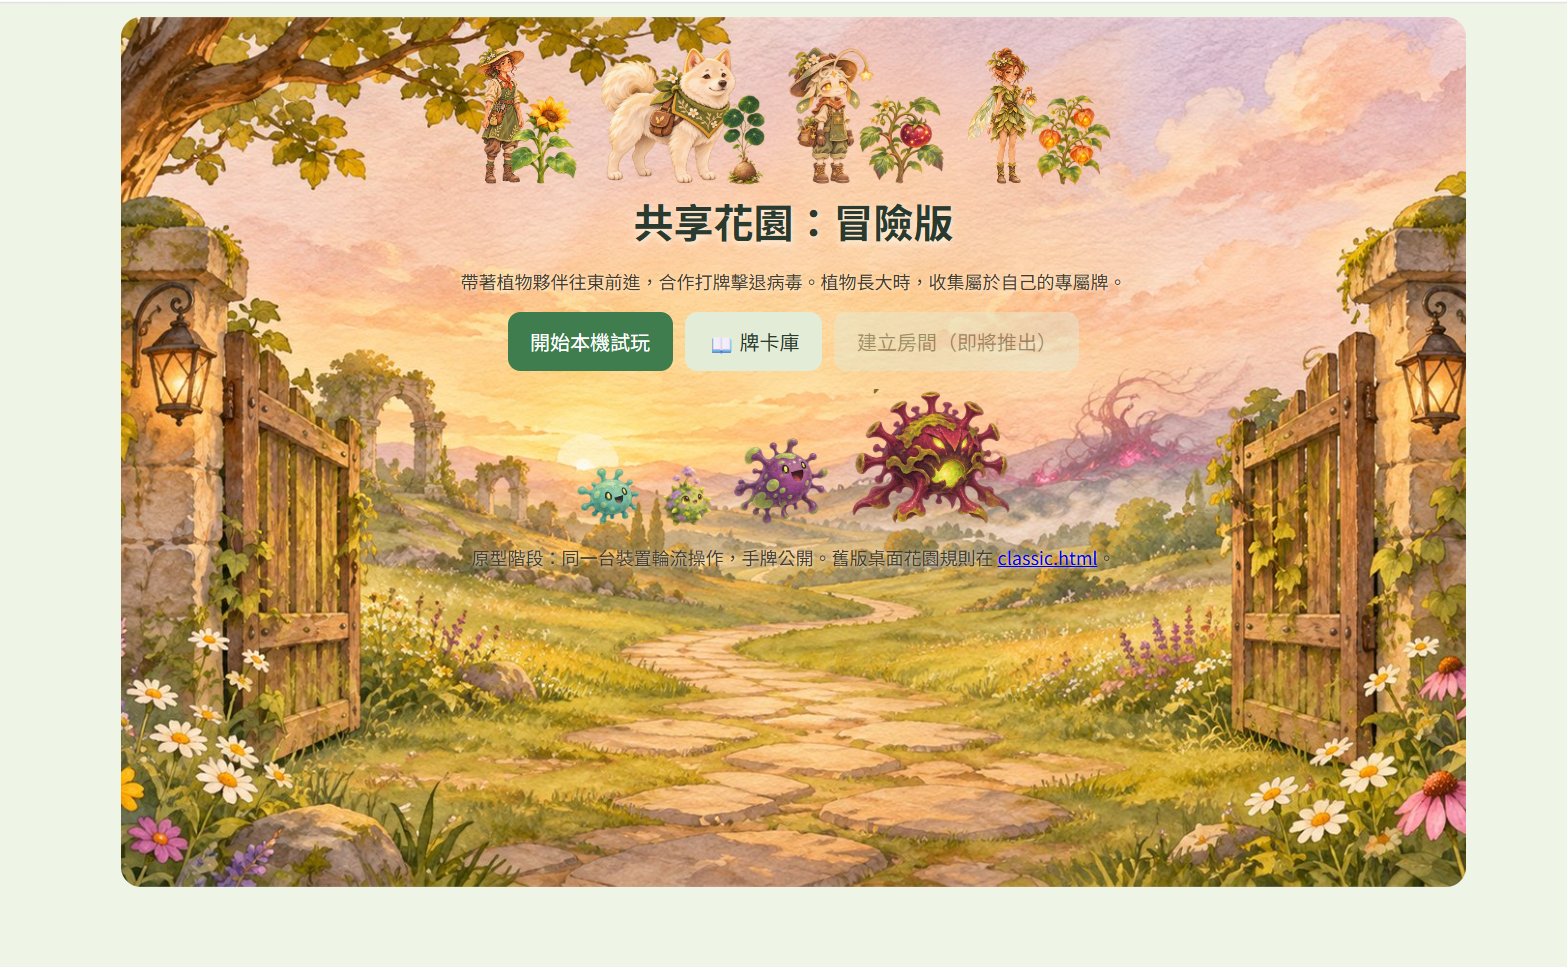 共享花園：冒險版
帶著植物夥伴往東前進，合作打牌擊退病毒。植物長大時，收集屬於自己的專屬牌。
開始本機試玩
📖 牌卡庫
建立房間（即將推出）
原型階段：同一台裝置輪流操作，手牌公開。舊版桌面花園規則在 classic.html。